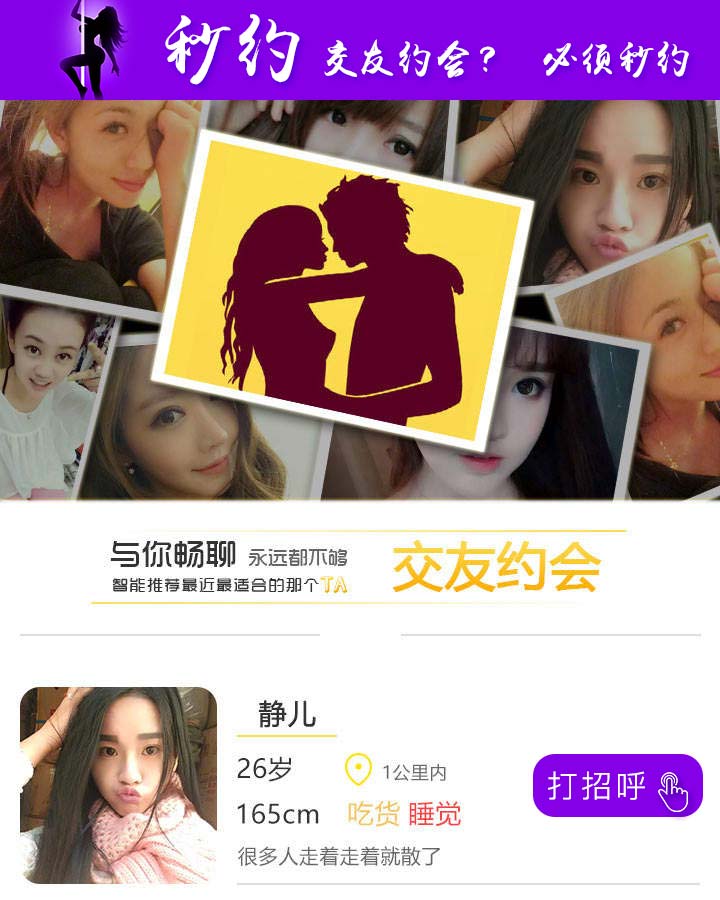 秒约 交友约会? 必须秒约
与你畅聊 永远都不够
智能推荐最近最适合的那个TA
交友约会
静儿
26岁 1公里内
165cm 吃货 睡觉
很多人走着走着就散了
打招呼